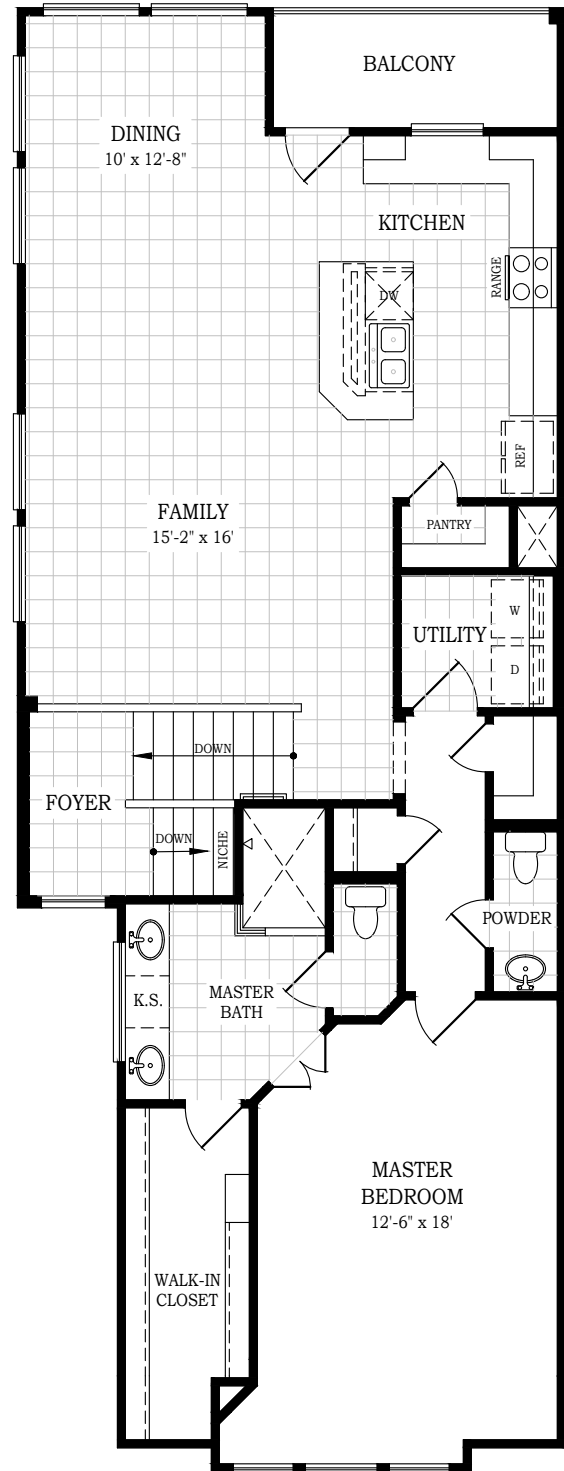 BALCONY
DINING
10' x 12'-8"
KITCHEN
RANGE
DW
REF
FAMILY
15'-2" x 16'
PANTRY
UTILITY
W
D
DOWN
FOYER
DOWN
NICHE
POWDER
MASTER
BATH
K.S.
MASTER
BEDROOM
12'-6" x 18'
WALK-IN
CLOSET